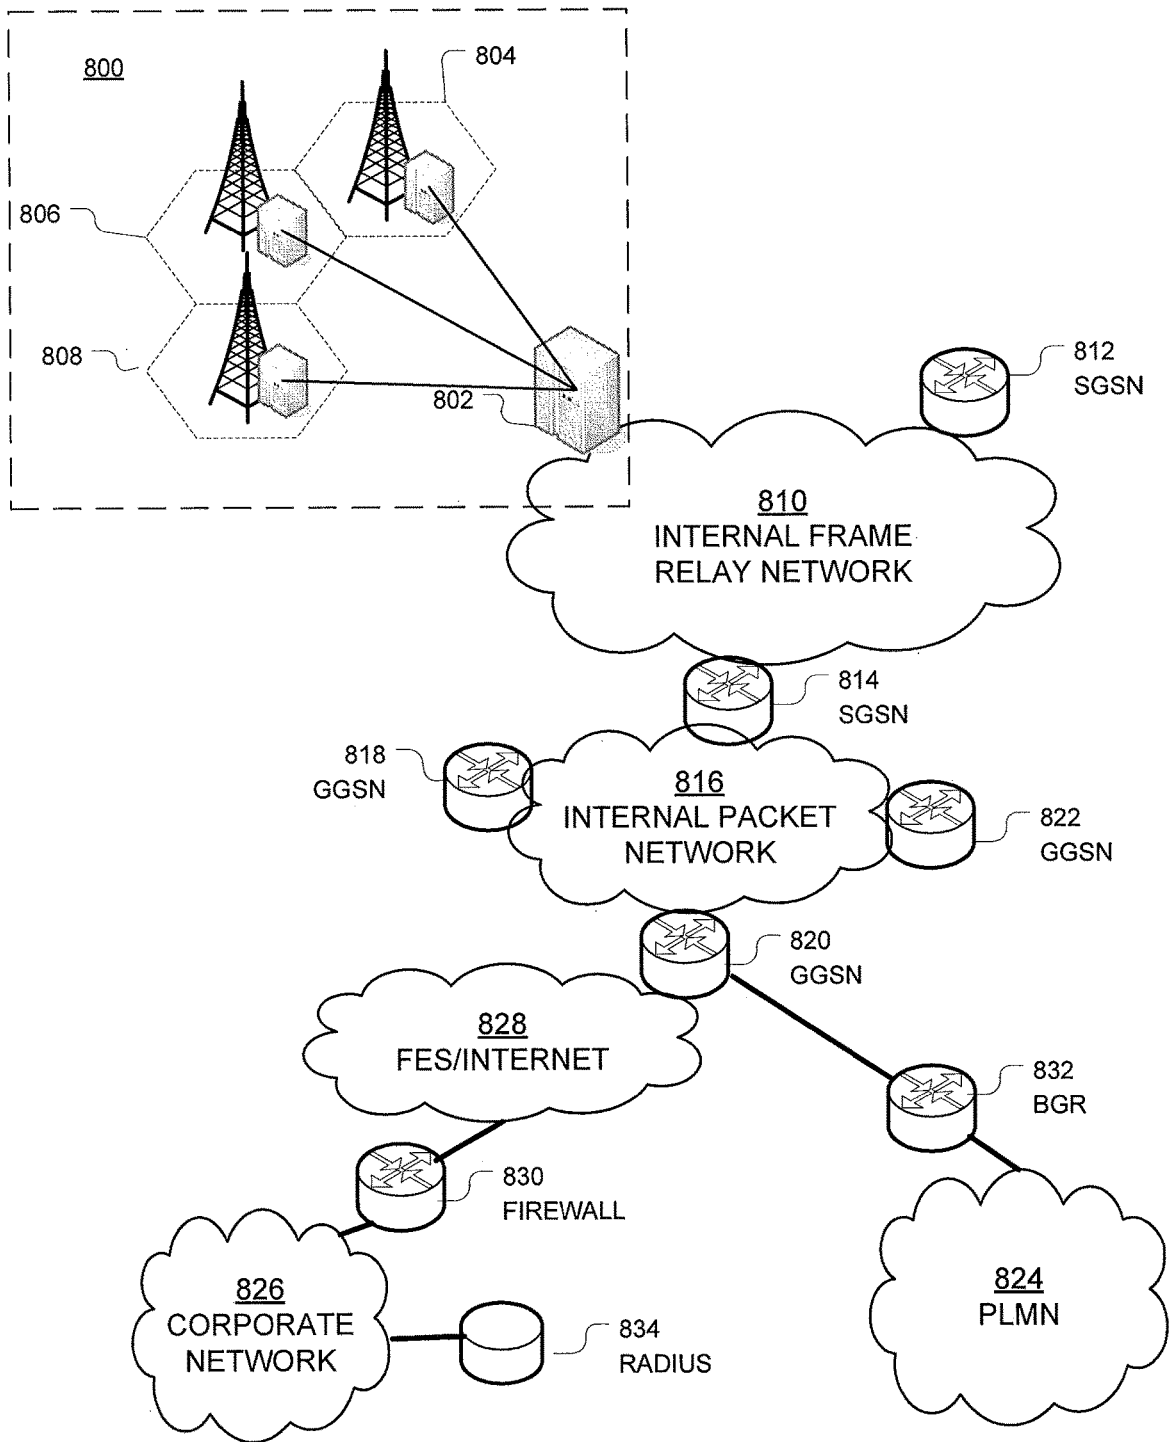 800
804
806
808
802
812
SGSN
810
INTERNAL FRAME
RELAY NETWORK
814
SGSN
818
GGSN
816
INTERNAL PACKET
NETWORK
822
GGSN
820
GGSN
828
FES/INTERNET
832
BGR
830
FIREWALL
826
CORPORATE
NETWORK
834
RADIUS
824
PLMN